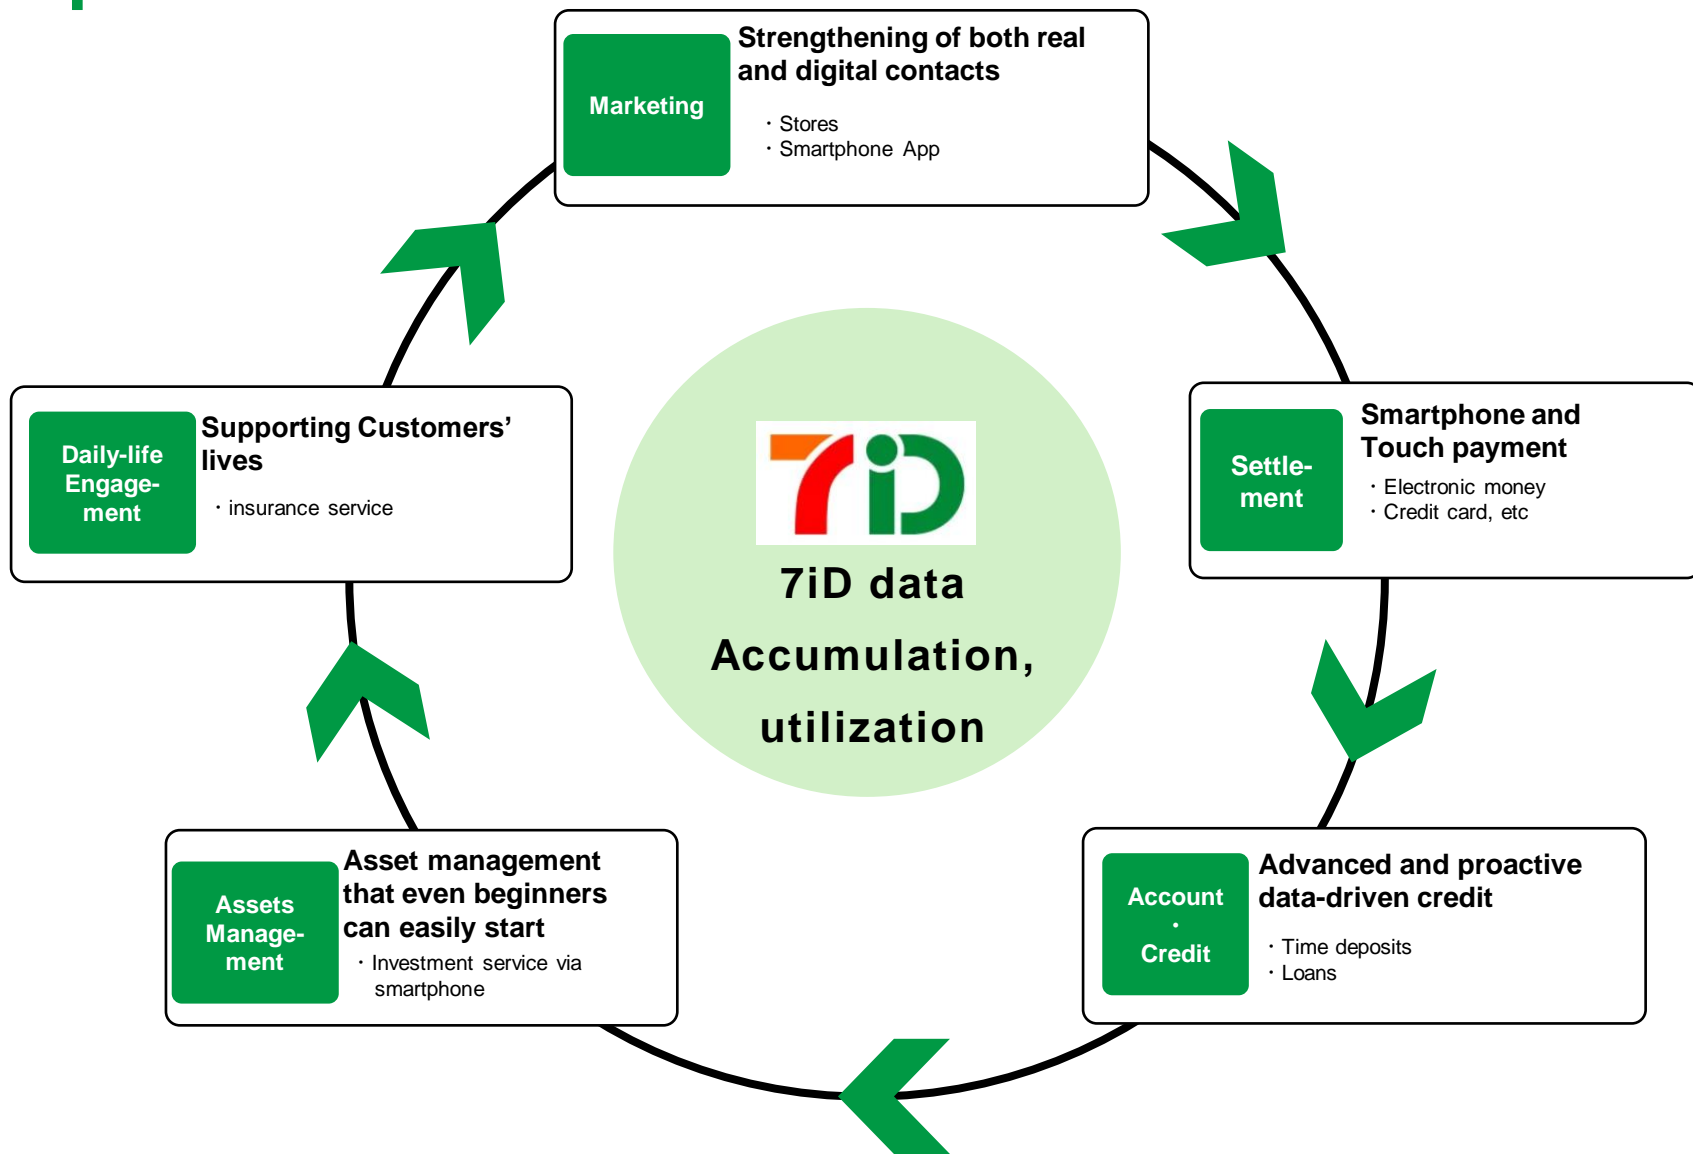 Marketing
Strengthening of both real
and digital contacts
・Stores
・Smartphone App
Settle-
ment
Smartphone and
Touch payment
・Electronic money
・Credit card, etc
Account
・
Credit
Advanced and proactive
data-driven credit
・Time deposits
・Loans
Assets
Manage-
ment
Asset management
that even beginners
can easily start
・Investment service via
smartphone
Daily-life
Engage-
ment
Supporting Customers’
lives
・insurance service
7iD
7iD data
Accumulation,
utilization